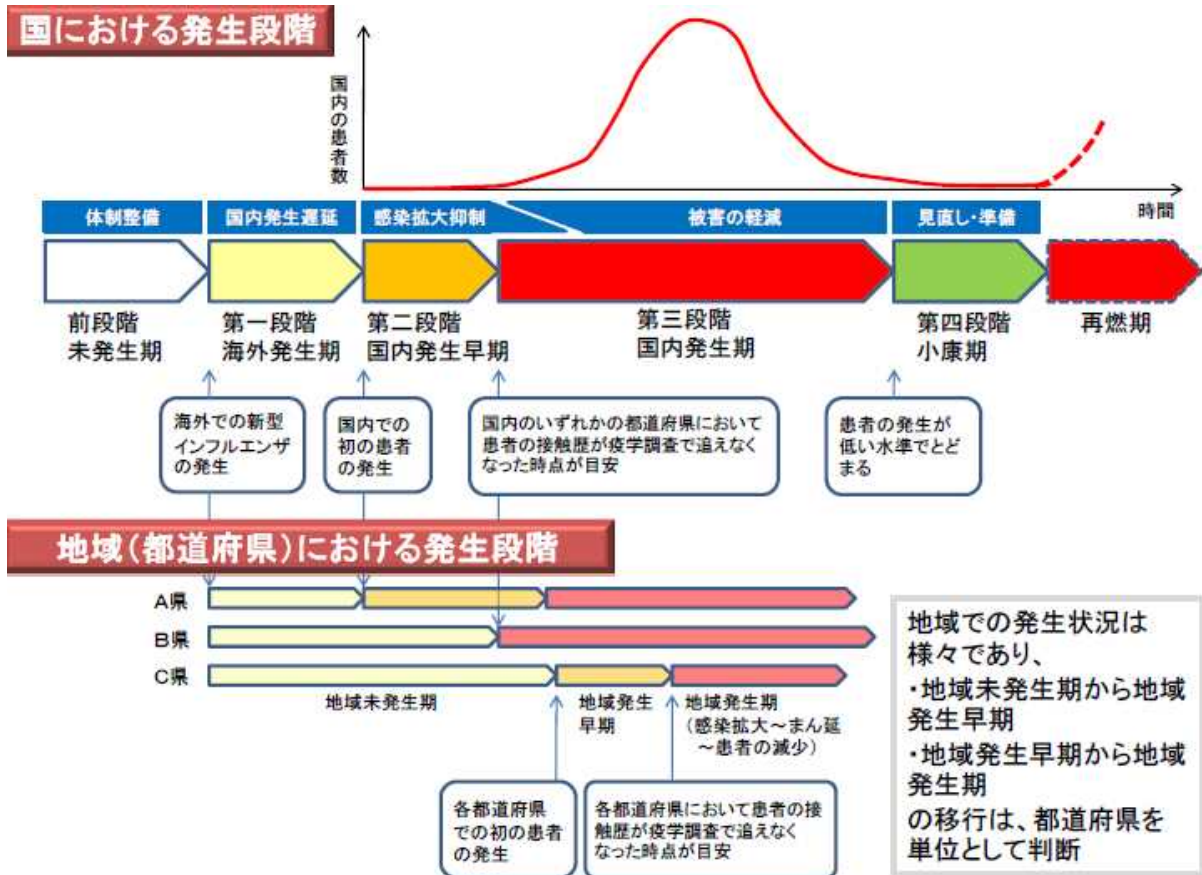 国における発生段階
国内の患者数
時間
体制整備
国内発生遅延
感染拡大抑制
被害の軽減
見直し・準備
前段階
未発生期
第一段階
海外発生期
第二段階
国内発生早期
第三段階
国内発生期
第四段階
小康期
再燃期
海外での新型
インフルエンザ
の発生
国内での
初の患者
の発生
国内のいずれかの都道府県において
患者の接触歴が疫学調査で追えなく
なった時点が目安
患者の発生が
低い水準でとど
まる
地域(都道府県)における発生段階
A県
B県
C県
地域未発生期
地域発生
早期
地域発生期
(感染拡大～まん延
～患者の減少)
各都道府県
での初の患者
の発生
各都道府県において患者の接
触歴が疫学調査で追えなく
なった時点が目安
地域での発生状況は
様々であり、
・地域未発生期から地域
発生早期
・地域発生早期から地域
発生期
の移行は、都道府県を
単位として判断